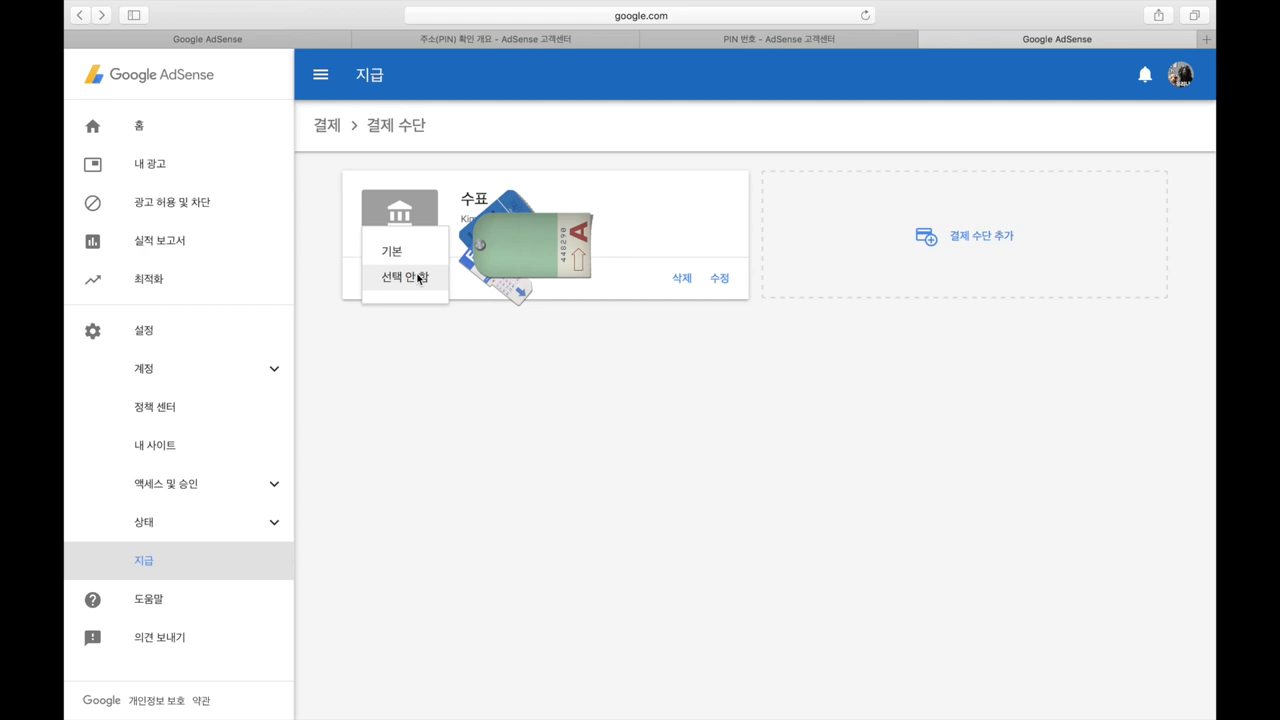 google.com
Google AdSense
주소(PIN) 확인 개요 - AdSense 고객센터
PIN 번호 - AdSense 고객센터
Google AdSense
Google AdSense
지급
결제 > 결제 수단
홈
내 광고
광고 허용 및 차단
실적 보고서
최적화
설정
계정
정책 센터
내 사이트
액세스 및 승인
상태
지급
도움말
의견 보내기
Google 개인정보 보호 약관
수표
기본
선택 안함
448290
A
삭제 수정
결제 수단 추가